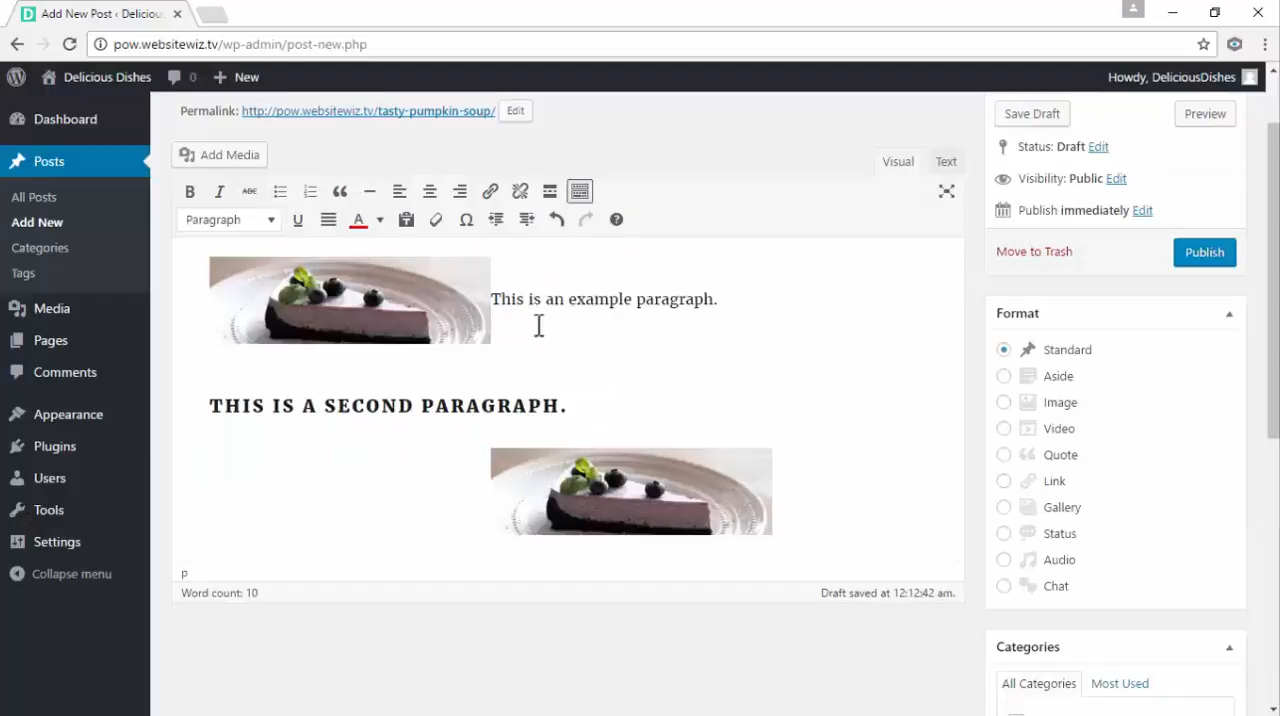 Add New Post ‹ Delicious
pow.websitewiz.tv/wp-admin/post-new.php
Delicious Dishes 0 New Howdy, DeliciousDishes
Dashboard
Posts
All Posts
Add New
Categories
Tags
Media
Pages
Comments
Appearance
Plugins
Users
Tools
Settings
Collapse menu
Permalink: http://pow.websitewiz.tv/tasty-pumpkin-soup/ Edit
Add Media
Visual Text
B I ABC
Paragraph U A
This is an example paragraph.
THIS IS A SECOND PARAGRAPH.
p
Word count: 10 Draft saved at 12:12:42 am.
Save Draft Preview
Status: Draft Edit
Visibility: Public Edit
Publish immediately Edit
Move to Trash Publish
Format
Standard
Aside
Image
Video
Quote
Link
Gallery
Status
Audio
Chat
Categories
All Categories Most Used